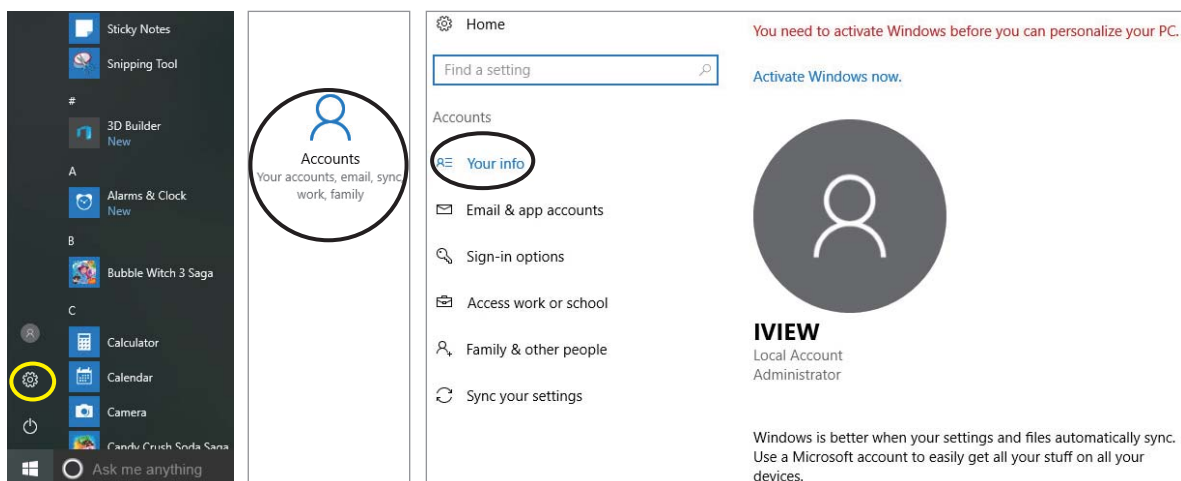 Sticky Notes
Snipping Tool
#
3D Builder
New
A
Alarms & Clock
New
B
Bubble Witch 3 Saga
C
Calculator
Calendar
Camera
Candy Crush Soda Saga
Ask me anything
Accounts
Your accounts, email, sync,
work, family
Home
Find a setting
Accounts
Your info
Email & app accounts
Sign-in options
Access work or school
Family & other people
Sync your settings
You need to activate Windows before you can personalize your PC.
Activate Windows now.
IVIEW
Local Account
Administrator
Windows is better when your settings and files automatically sync.
Use a Microsoft account to easily get all your stuff on all your
devices.